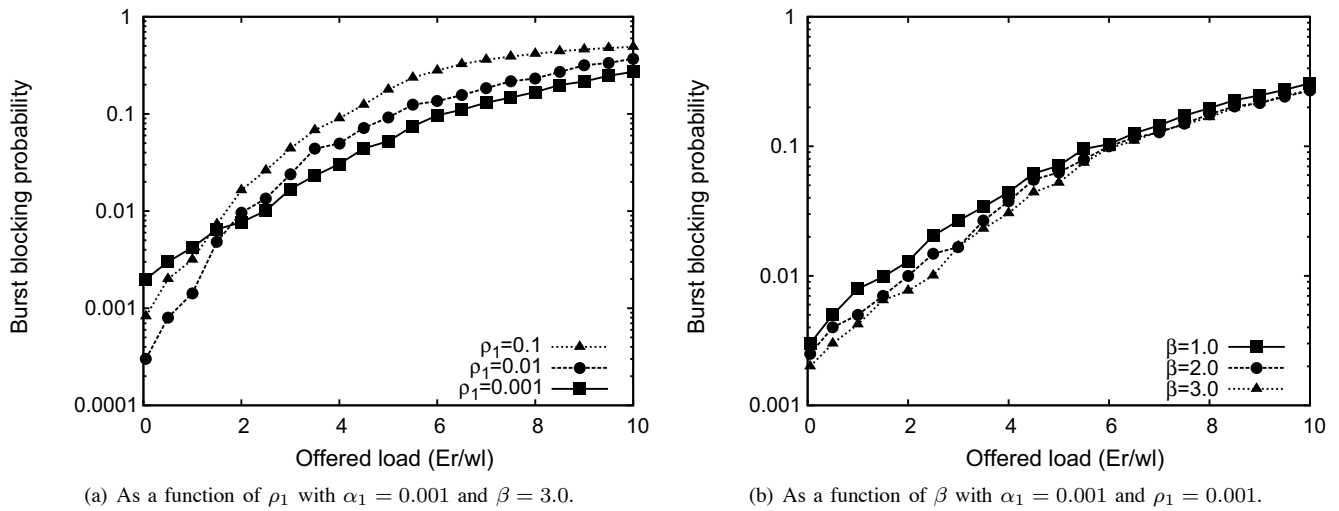 1
0.1
0.01
0.001
0.0001
Burst blocking probability
0 2 4 6 8 10
Offered load (Er/wl)
ρ1=0.1
ρ1=0.01
ρ1=0.001
(a) As a function of ρ1 with α1 = 0.001 and β = 3.0.
1
0.1
0.01
0.001
Burst blocking probability
0 2 4 6 8 10
Offered load (Er/wl)
β=1.0
β=2.0
β=3.0
(b) As a function of β with α1 = 0.001 and ρ1 = 0.001.